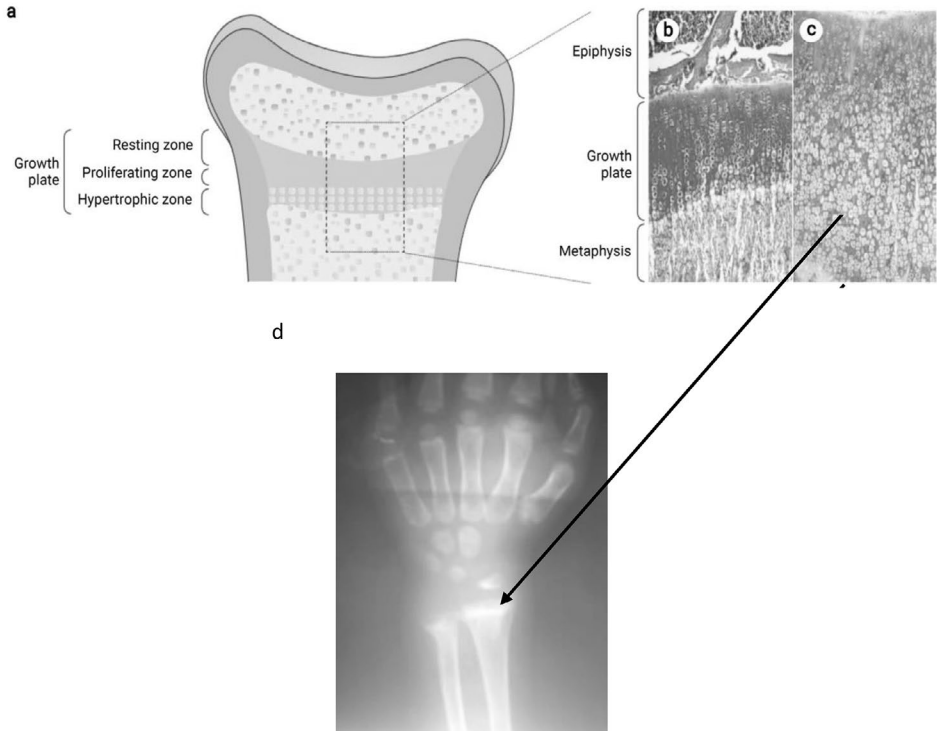 a
Growth
plate
Resting zone
Proliferating zone
Hypertrophic zone
Epiphysis
Growth
plate
Metaphysis
b
c
d